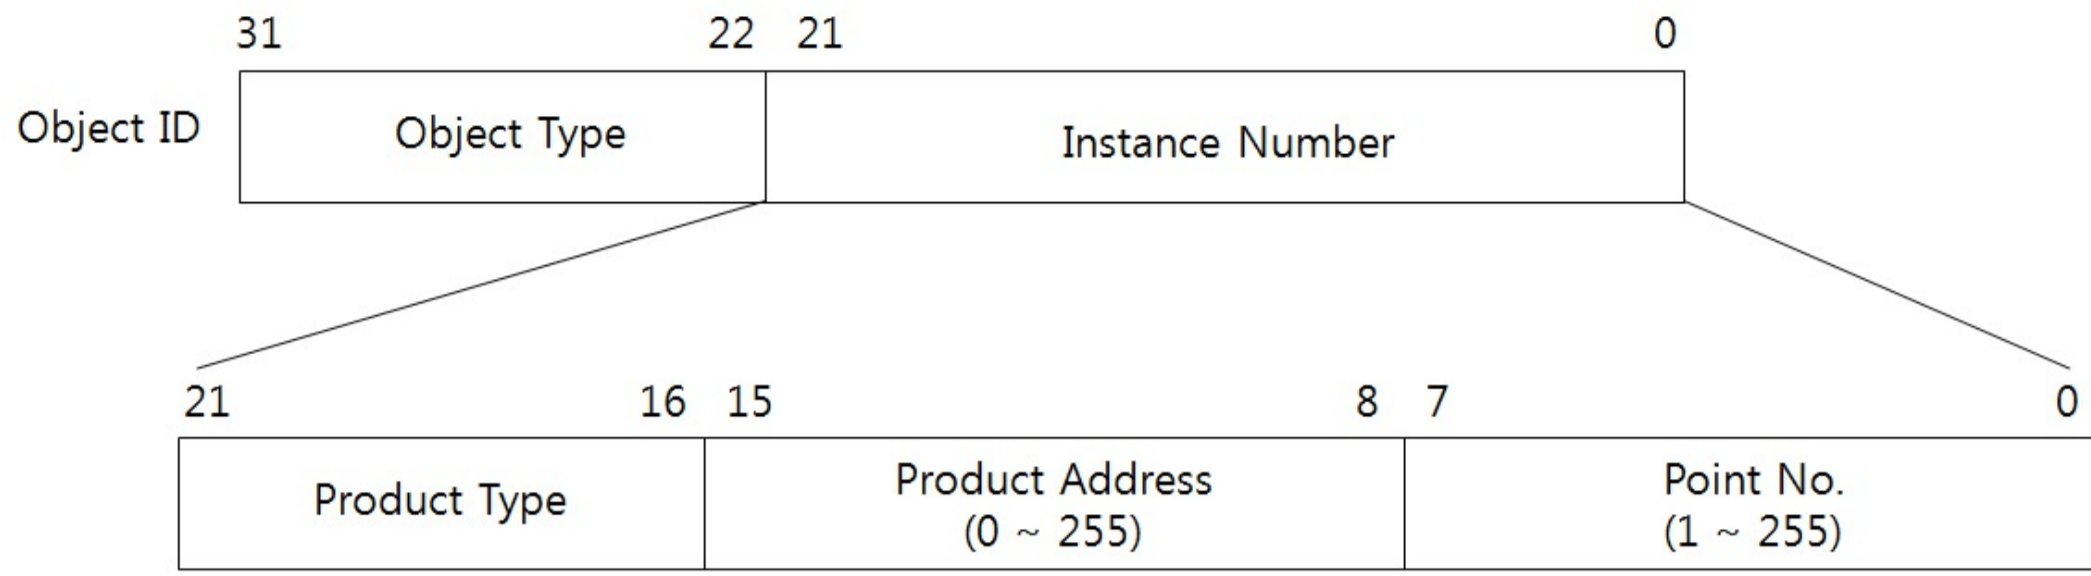 31 22 21 0
Object ID Object Type Instance Number
21 16 15 8 7 0
Product Type Product Address Point No.
(0 ~ 255) (1 ~ 255)